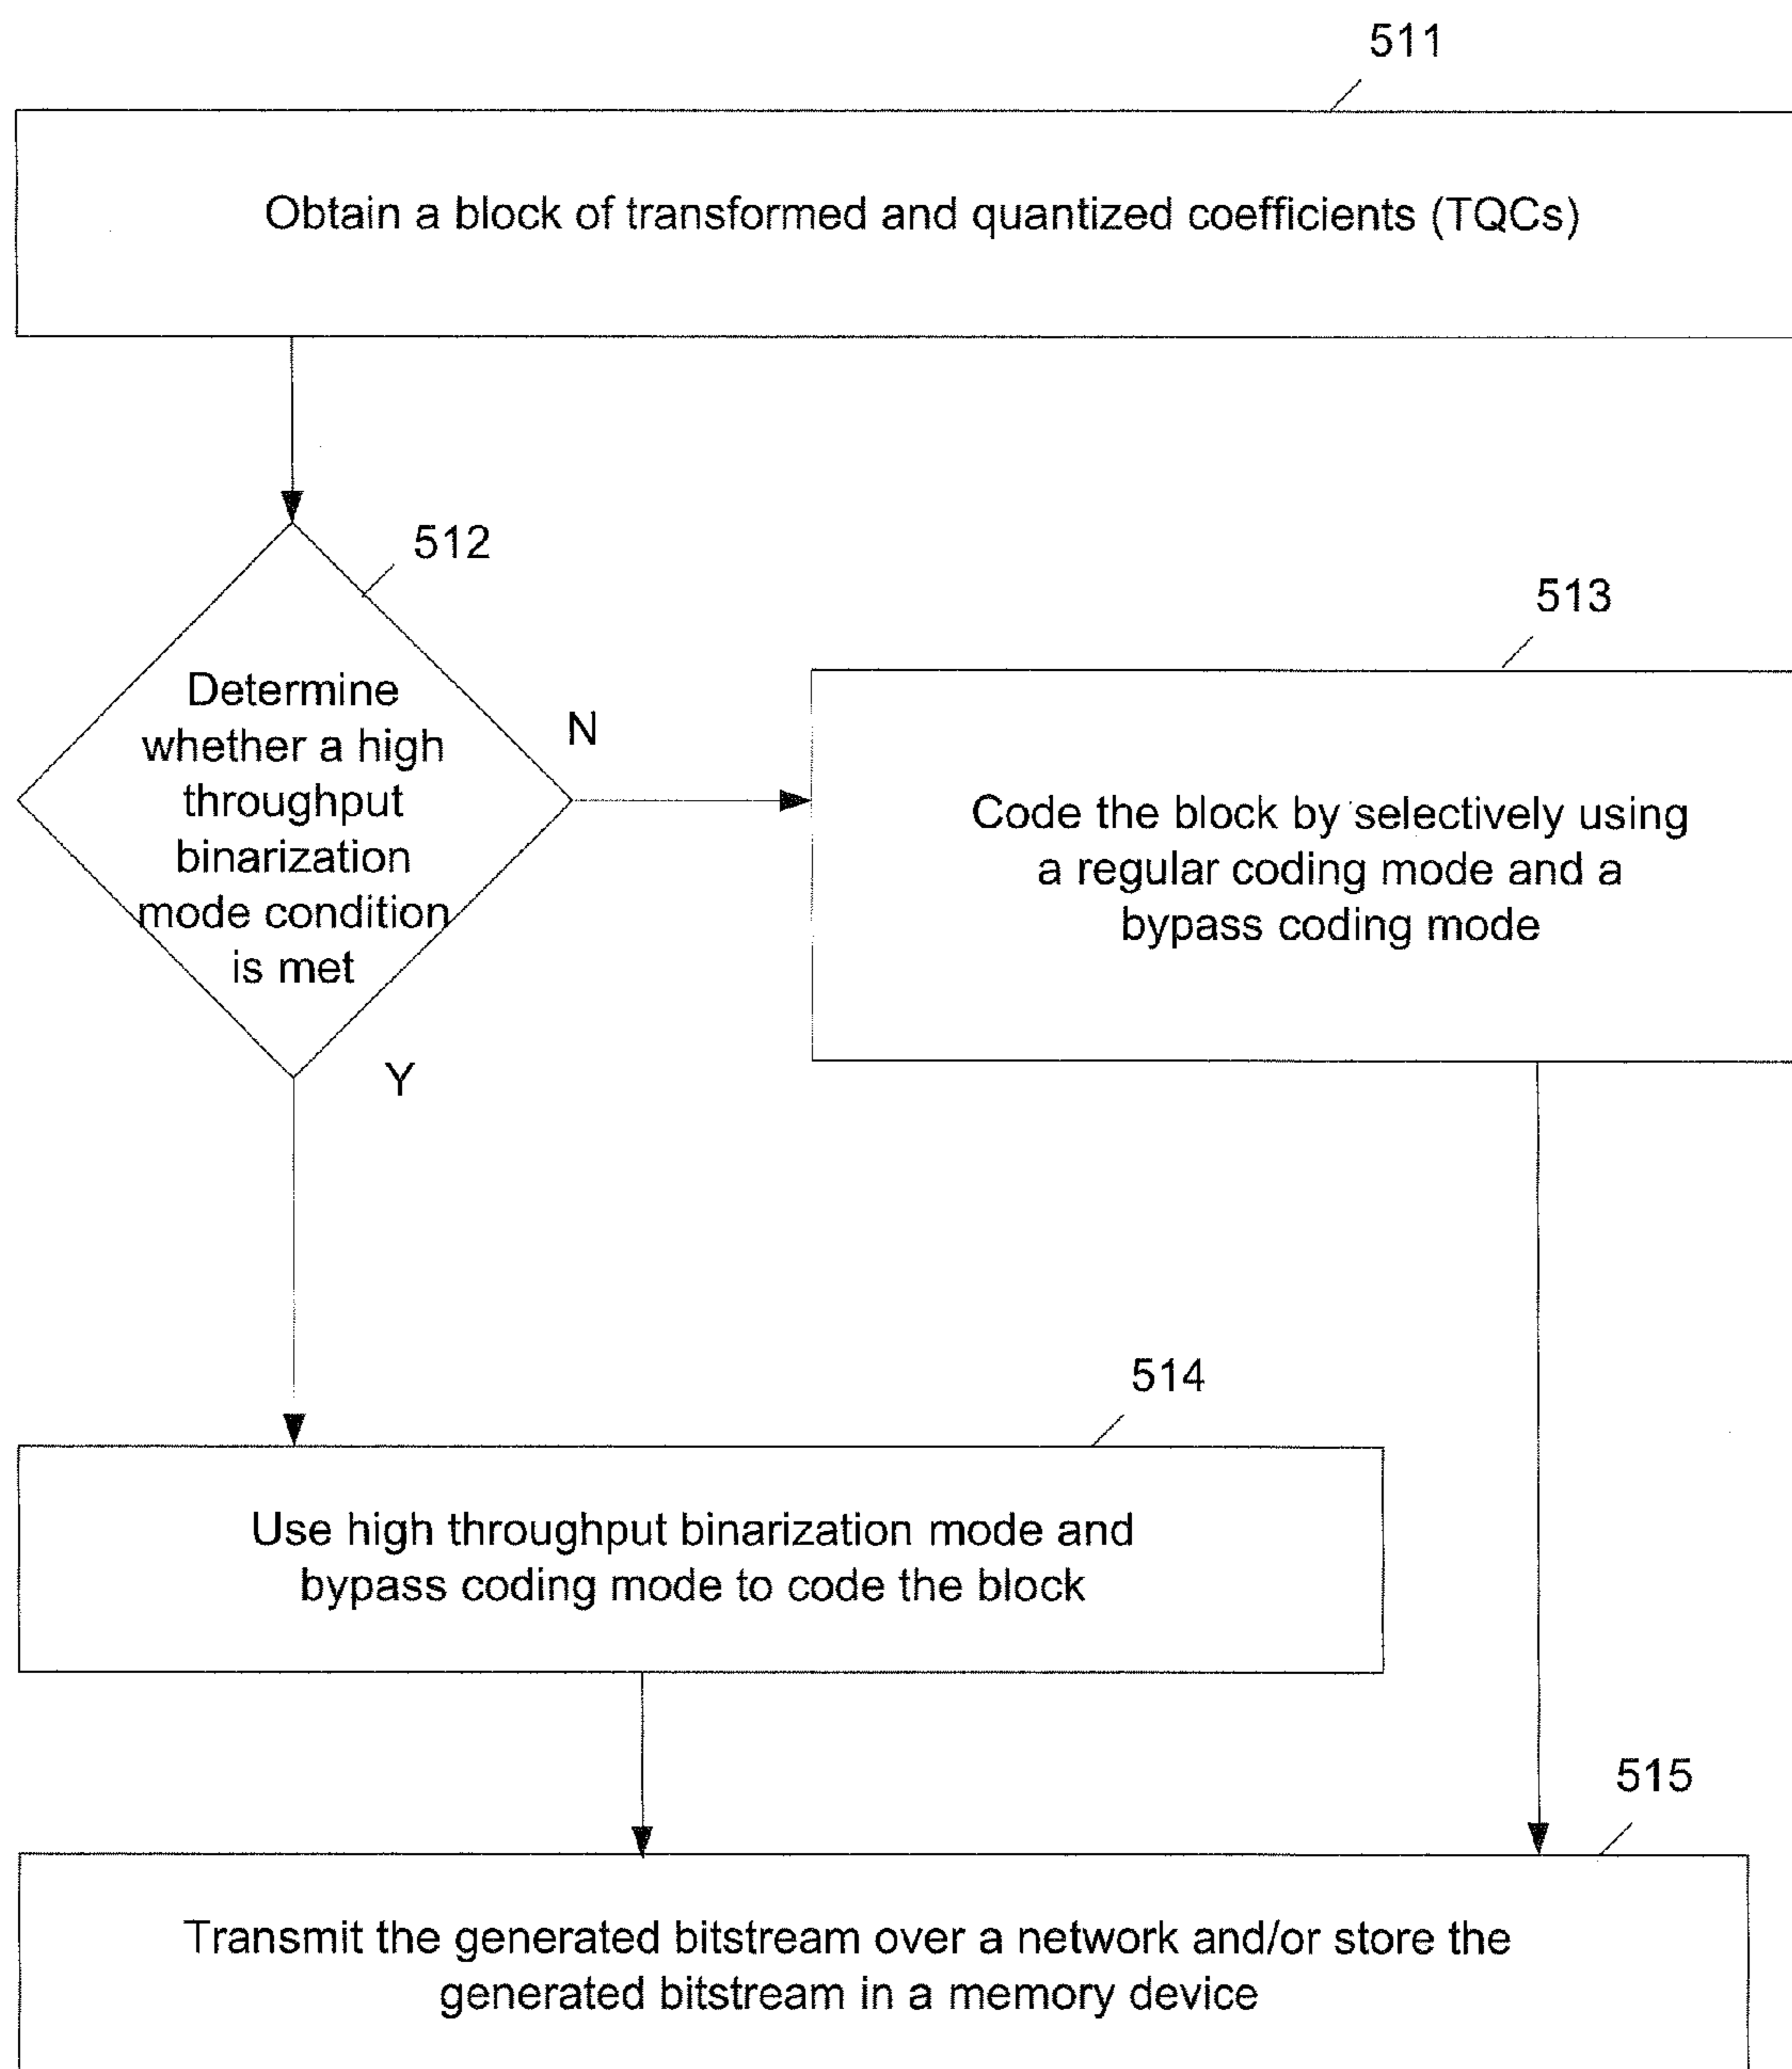 511
Obtain a block of transformed and quantized coefficients (TQCs)
512
Determine
whether a high
throughput
binarization
mode condition
is met
N
513
Code the block by selectively using
a regular coding mode and a
bypass coding mode
Y
514
Use high throughput binarization mode and
bypass coding mode to code the block
515
Transmit the generated bitstream over a network and/or store the
generated bitstream in a memory device